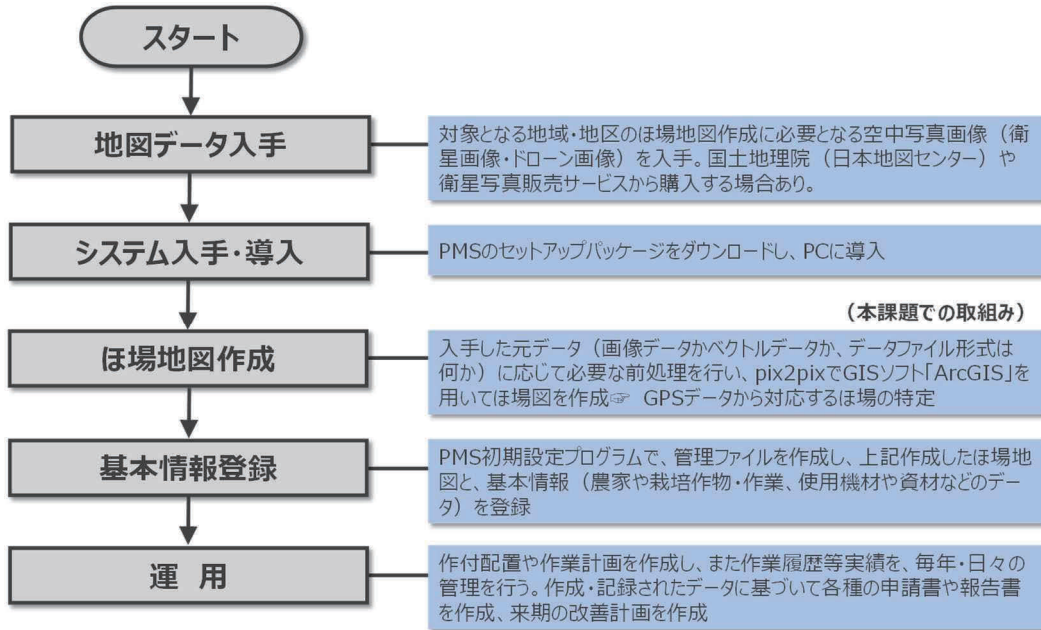 スタート
地図データ入手
対象となる地域・地区のほ場地図作成に必要となる空中写真画像（衛
星画像・ドローン画像）を入手。国土地理院（日本地図センター）や
衛星写真販売サービスから購入する場合あり。
システム入手・導入
PMSのセットアップパッケージをダウンロードし、PCに導入
（本課題での取組み）
ほ場地図作成
入手した元データ（画像データかベクトルデータか、データファイル形式は
何か）に応じて必要な前処理を行い、pix2pixでGISソフト「ArcGIS」を
用いてほ場図を作成☞ GPSデータから対応するほ場の特定
基本情報登録
PMS初期設定プログラムで、管理ファイルを作成し、上記作成したほ場地
図と、基本情報（農家や栽培作物・作業、使用機材や資材などのデー
タ）を登録
運 用
作付配置や作業計画を作成し、また作業履歴等実績を、毎年・日々の
管理を行う。作成・記録されたデータに基づいて各種の申請書や報告書
を作成、来期の改善計画を作成